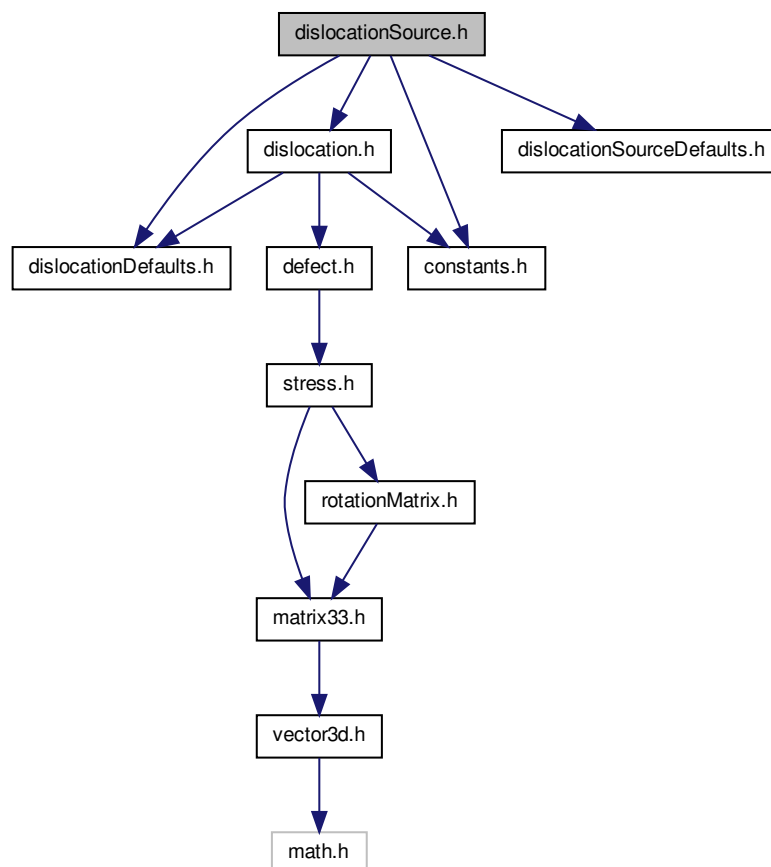 dislocationSource.h
dislocation.h
dislocationSourceDefaults.h
dislocationDefaults.h
defect.h
constants.h
stress.h
rotationMatrix.h
matrix33.h
vector3d.h
math.h